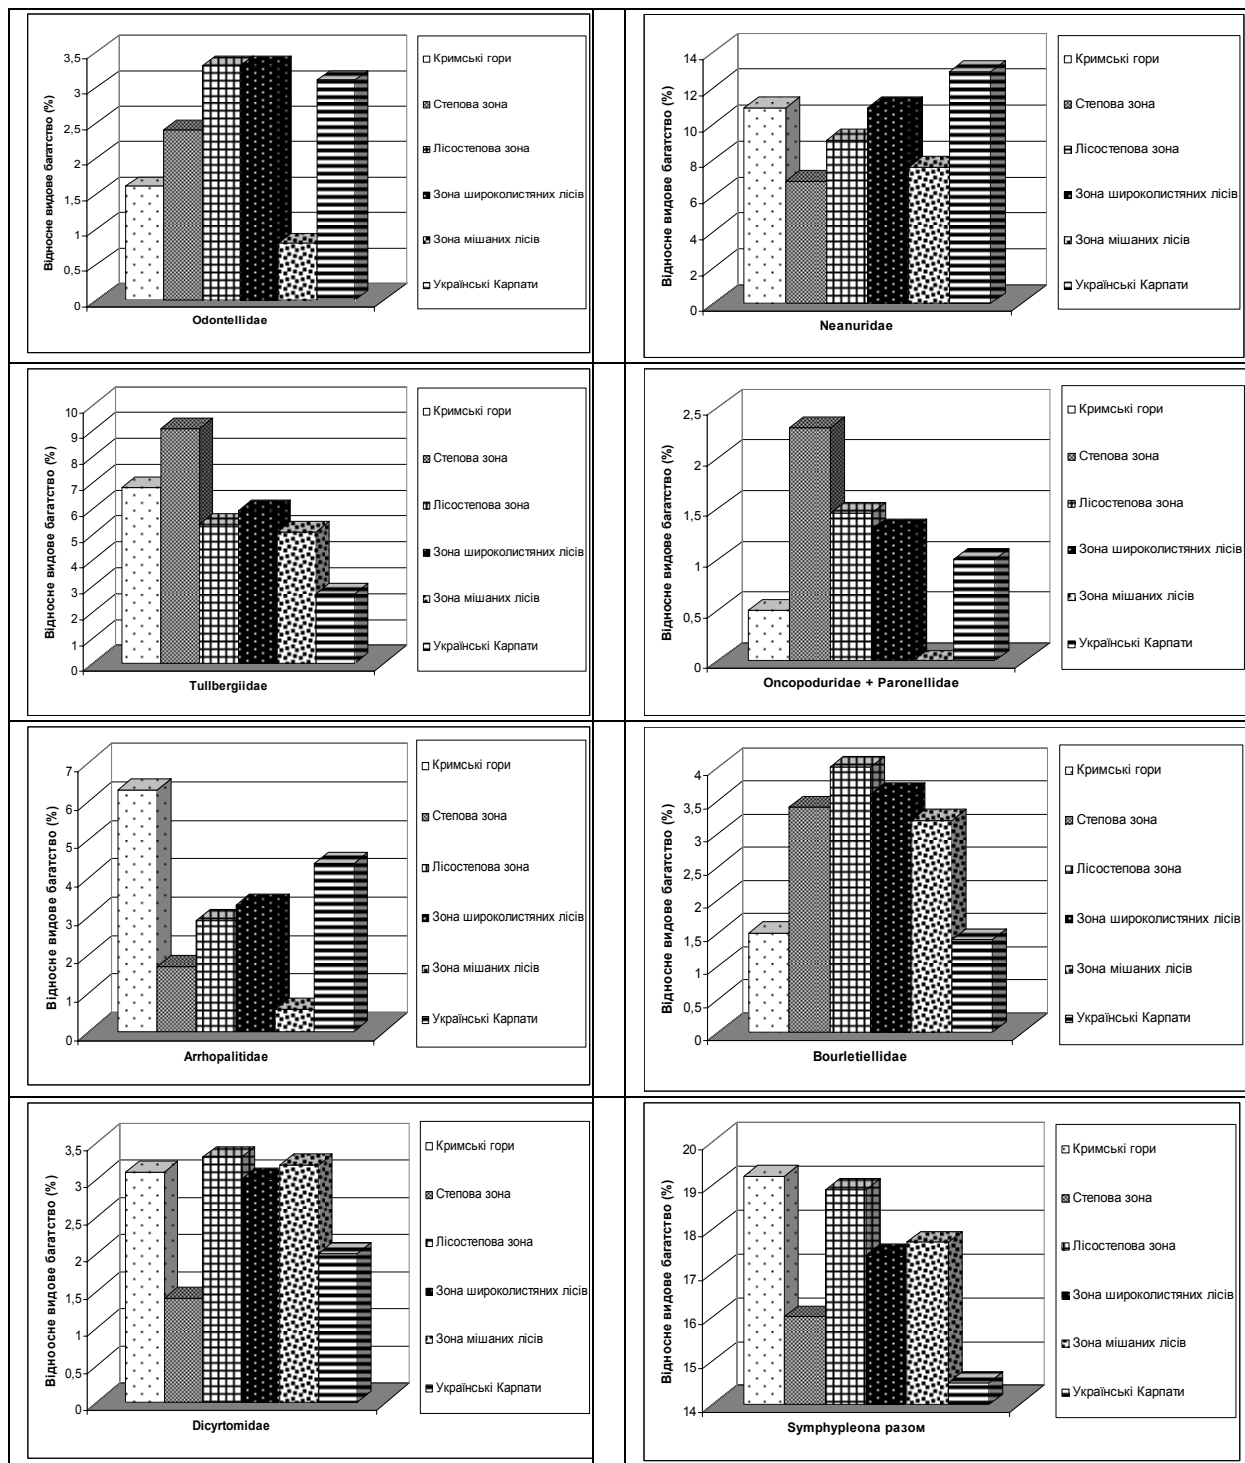 Відносне видове багатство (%)
3,5
3
2,5
2
1,5
1
0,5
0
Odontellidae
Кримські гори
Степова зона
Лісостепова зона
Зона широколистяних лісів
Зона мішаних лісів
Українські Карпати
Відносне видове багатство (%)
14
12
10
8
6
4
2
0
Neanuridae
Кримські гори
Степова зона
Лісостепова зона
Зона широколистяних лісів
Зона мішаних лісів
Українські Карпати
Відносне видове багатство (%)
10
9
8
7
6
5
4
3
2
1
0
Tullbergiidae
Кримські гори
Степова зона
Лісостепова зона
Зона широколистяних лісів
Зона мішаних лісів
Українські Карпати
Відносне видове багатство (%)
2,5
2
1,5
1
0,5
0
Oncopoduridae + Paronellidae
Кримські гори
Степова зона
Лісостепова зона
Зона широколистяних лісів
Зона мішаних лісів
Українські Карпати
Відносне видове багатство (%)
7
6
5
4
3
2
1
0
Arrhopalitidae
Кримські гори
Степова зона
Лісостепова зона
Зона широколистяних лісів
Зона мішаних лісів
Українські Карпати
Відносне видове багатство (%)
4
3,5
3
2,5
2
1,5
1
0,5
0
Bourletiellidae
Кримські гори
Степова зона
Лісостепова зона
Зона широколистяних лісів
Зона мішаних лісів
Українські Карпати
Відноосне видове багатство (%)
3,5
3
2,5
2
1,5
1
0,5
0
Dicyrtomidae
Кримські гори
Степова зона
Лісостепова зона
Зона широколистяних лісів
Зона мішаних лісів
Українські Карпати
Відносне видове багатство (%)
20
19
18
17
16
15
14
Symphypleona разом
Кримські гори
Степова зона
Лісостепова зона
Зона широколистяних лісів
Зона мішаних лісів
Українські Карпати